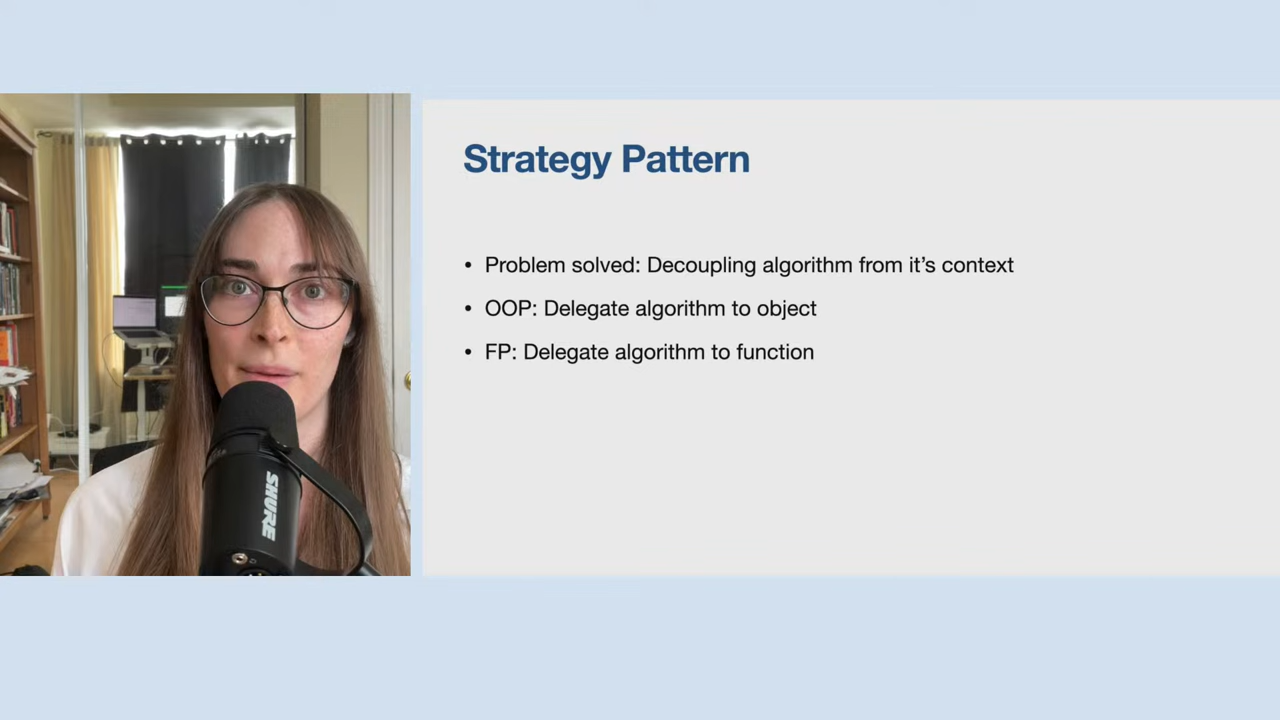 Strategy Pattern
• Problem solved: Decoupling algorithm from it’s context
• OOP: Delegate algorithm to object
• FP: Delegate algorithm to function
SHURE